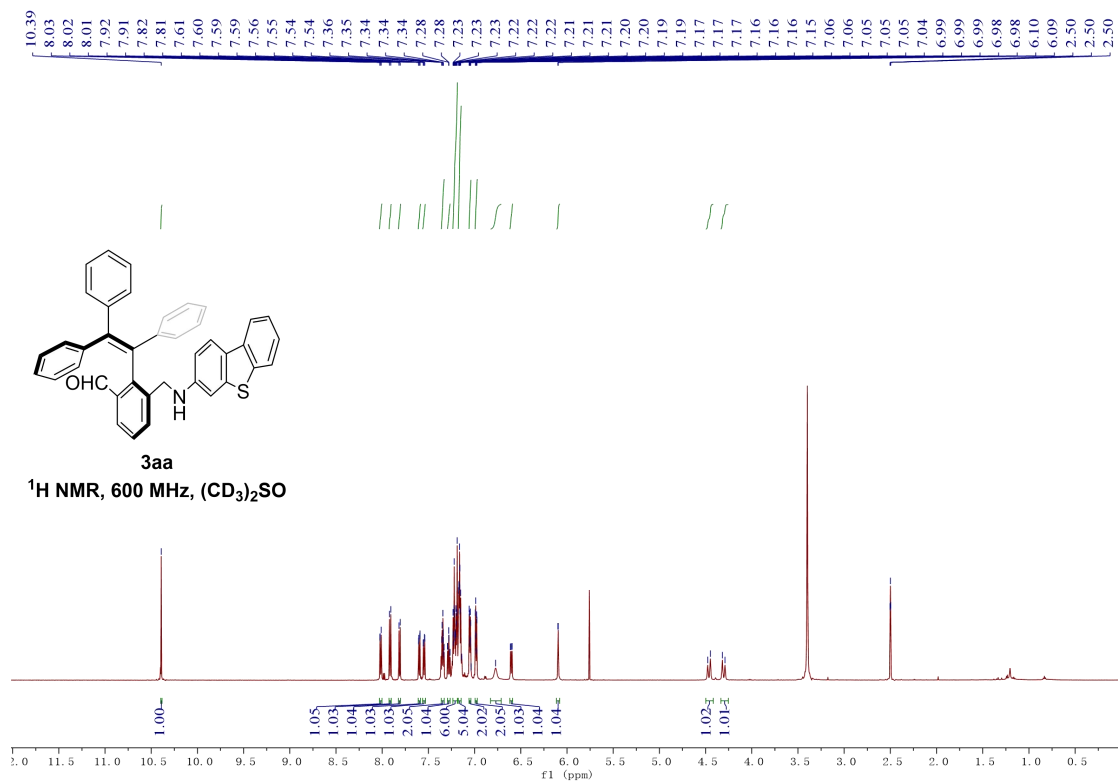 10.39 8.03 8.02 8.01 7.92 7.91 7.82 7.81 7.61 7.60 7.59 7.59 7.56 7.55 7.54 7.54 7.36 7.35 7.34 7.34 7.28 7.28 7.23 7.23 7.23 7.22 7.22 7.22 7.21 7.21 7.20 7.20 7.19 7.19 7.17 7.17 7.17 7.16 7.16 7.16 7.15 7.06 7.06 7.05 7.05 7.04 6.99 6.99 6.99 6.98 6.98 6.10 6.09 2.50 2.50 2.50
OHC
N
H
S
3aa
¹H NMR, 600 MHz, (CD₃)₂SO
1.00 1.05 1.03 1.04 1.03 1.03 2.05 1.04 6.00 5.04 2.02 2.05 1.03 1.04 1.04 1.02 1.01
2.0 11.5 11.0 10.5 10.0 9.5 9.0 8.5 8.0 7.5 7.0 6.5 6.0 5.5 5.0 4.5 4.0 3.5 3.0 2.5 2.0 1.5 1.0 0.5
f1 (ppm)